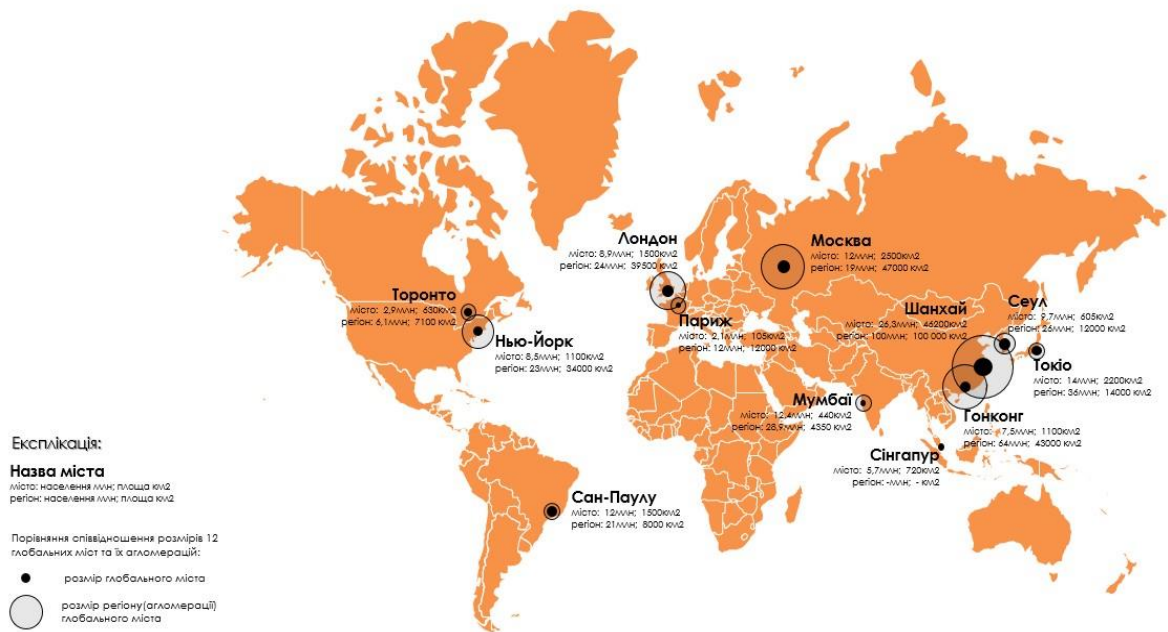 Лондон
місто: 8,9млн; 1500км2
регіон: 24млн; 39500 км2
Москва
місто: 12млн; 2500км2
регіон: 19млн; 47000 км2
Торонто
місто: 2,9млн; 630км2
регіон: 6,1млн; 7100 км2
Нью-Йорк
місто: 8,5млн; 1100км2
регіон: 23млн; 34000 км2
Париж
місто: 2,1млн; 105км2
регіон: 12млн; 12000 км2
Шанхай
місто: 26,3млн; 46200км2
регіон: 100млн; 100 000 км2
Сеул
місто: 9,7млн; 605км2
регіон: 26млн; 12000 км2
Токіо
місто: 14млн; 2200км2
регіон: 36млн; 14000 км2
Мумбаї
місто: 12,4млн; 440км2
регіон: 28,9млн; 4350 км2
Гонконг
місто: 7,5млн; 1100км2
регіон: 64млн; 43000 км2
Сінгапур
місто: 5,7млн; 720км2
регіон: -млн; - км2
Сан-Паулу
місто: 12млн; 1500км2
регіон: 21млн; 8000 км2
Експлікація:
Назва міста
місто: населення млн; площа км2
регіон: населення млн; площа км2
Порівняння співвідношення розмірів 12
глобальних міст та їх агломерацій:
розмір глобального міста
розмір регіону(агломерації)
глобального міста